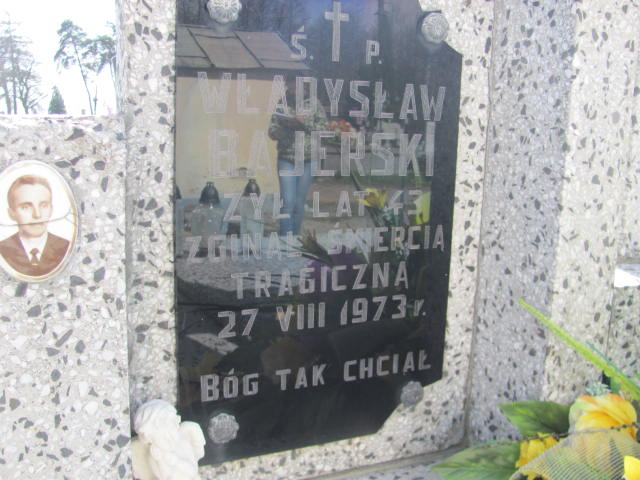 Ś. P.
WŁADYSŁAW
BAJERSKI
ŻYŁ LAT 43
ZGINĄŁ ŚMIERCIĄ
TRAGICZNĄ
27 VIII 1973 r.
BÓG TAK CHCIAŁ